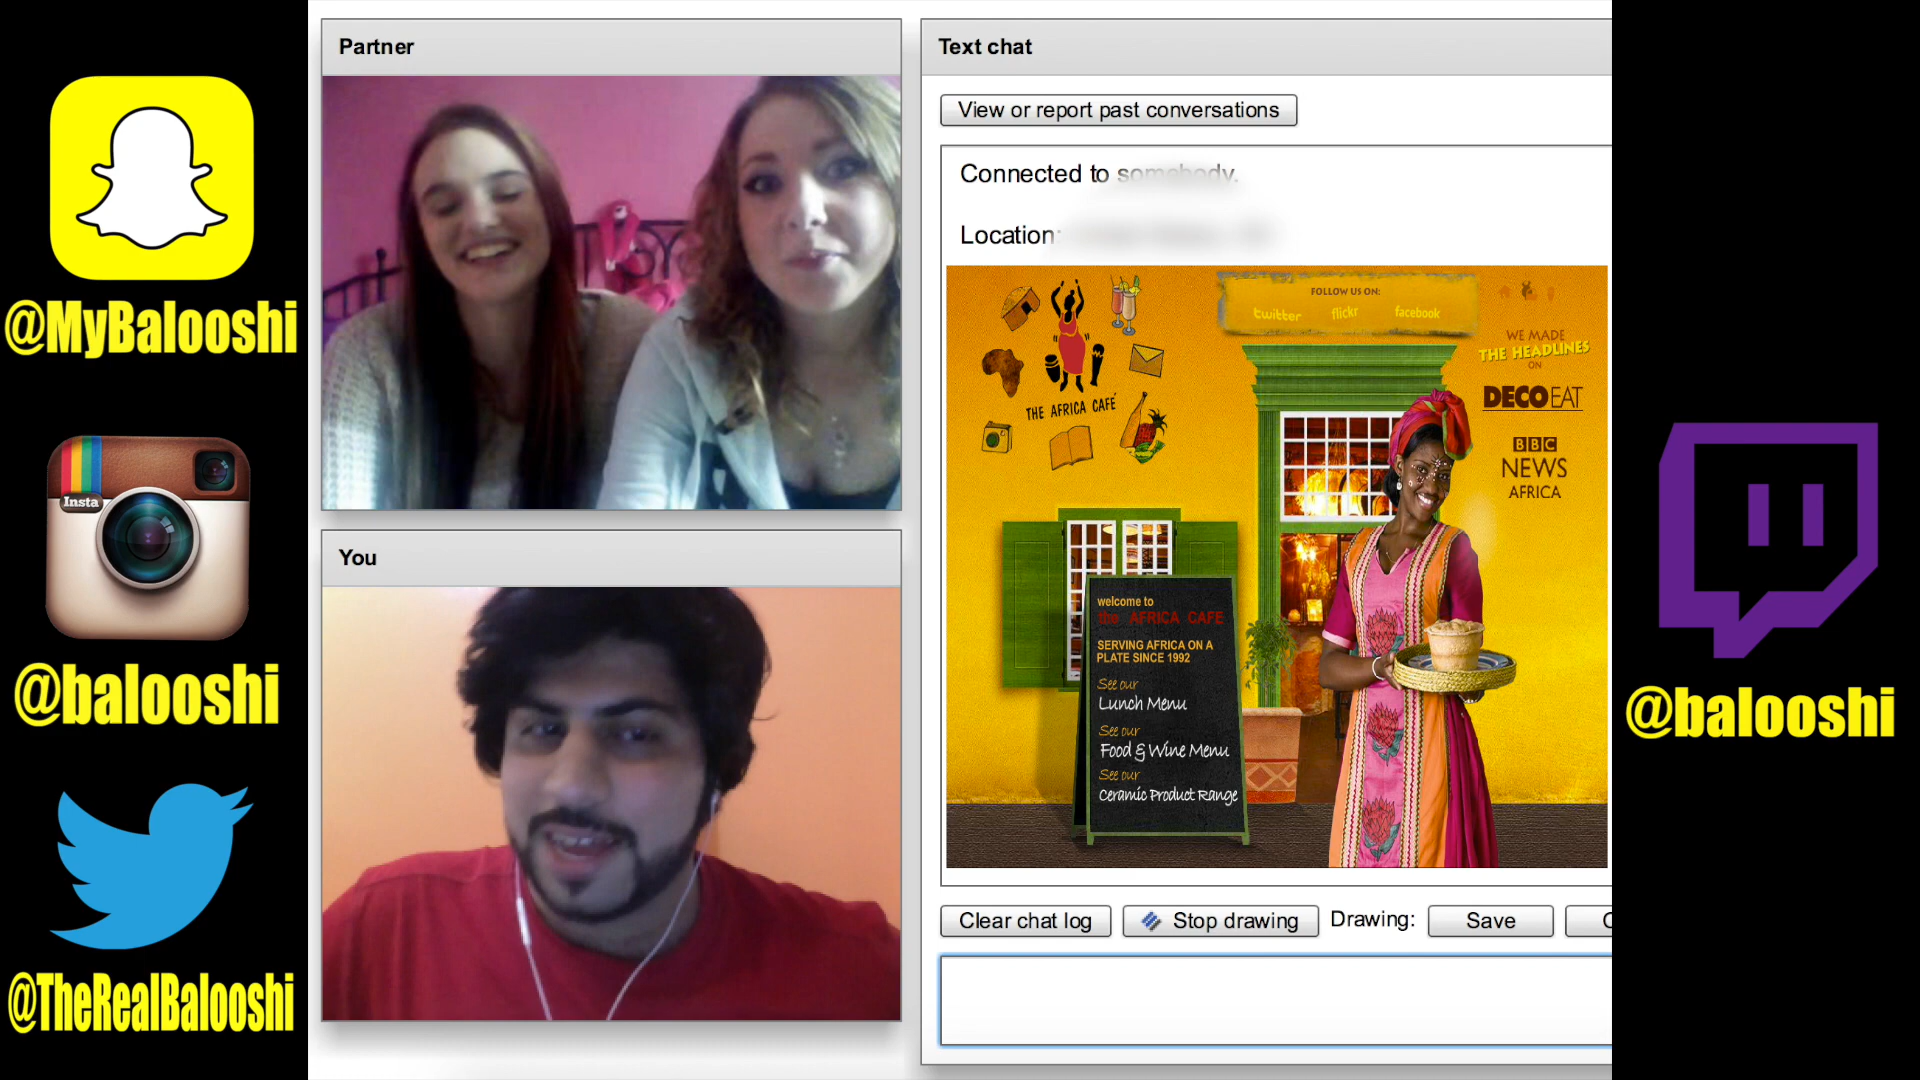 @MyBalooshi
Insta
@balooshi
@TheRealBalooshi
Partner
You
Text chat
View or report past conversations
Connected to somebody.
Location:
THE AFRICA CAFE
FOLLOW US ON:
twitter flickr facebook
WE MADE
THE HEADLINES
ON
DECO EAT
BBC
NEWS
AFRICA
welcome to
the AFRICA CAFE
SERVING AFRICA ON A
PLATE SINCE 1992
See our
Lunch Menu
See our
Food & Wine Menu
See our
Ceramic Product Range
Clear chat log
Stop drawing
Drawing:
Save
@balooshi